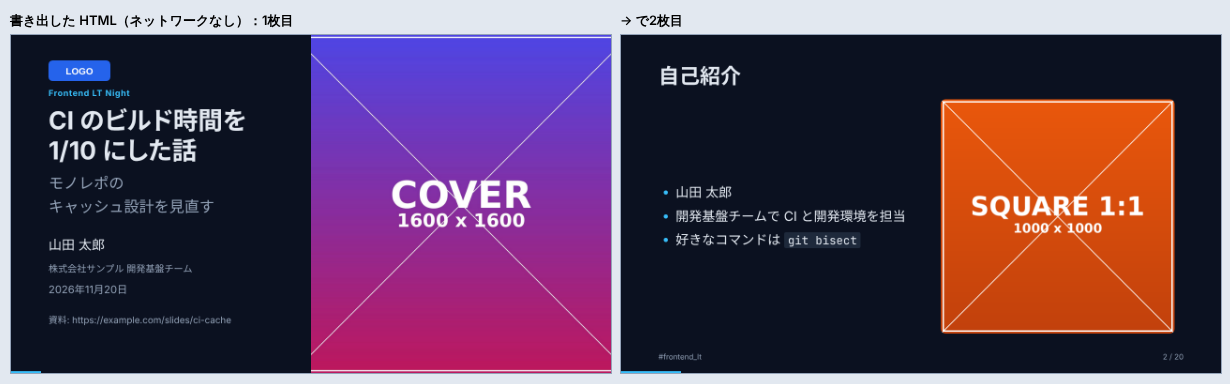 書き出した HTML（ネットワークなし）：1枚目
LOGO
Frontend LT Night
CI のビルド時間を
1/10 にした話
モノレポの
キャッシュ設計を見直す
山田 太郎
株式会社サンプル 開発基盤チーム
2026年11月20日
資料: https://example.com/slides/ci-cache
COVER
1600 x 1600
→ で2枚目
自己紹介
• 山田 太郎
• 開発基盤チームで CI と開発環境を担当
• 好きなコマンドは git bisect
SQUARE 1:1
1000 x 1000
#frontend_lt
2 / 20